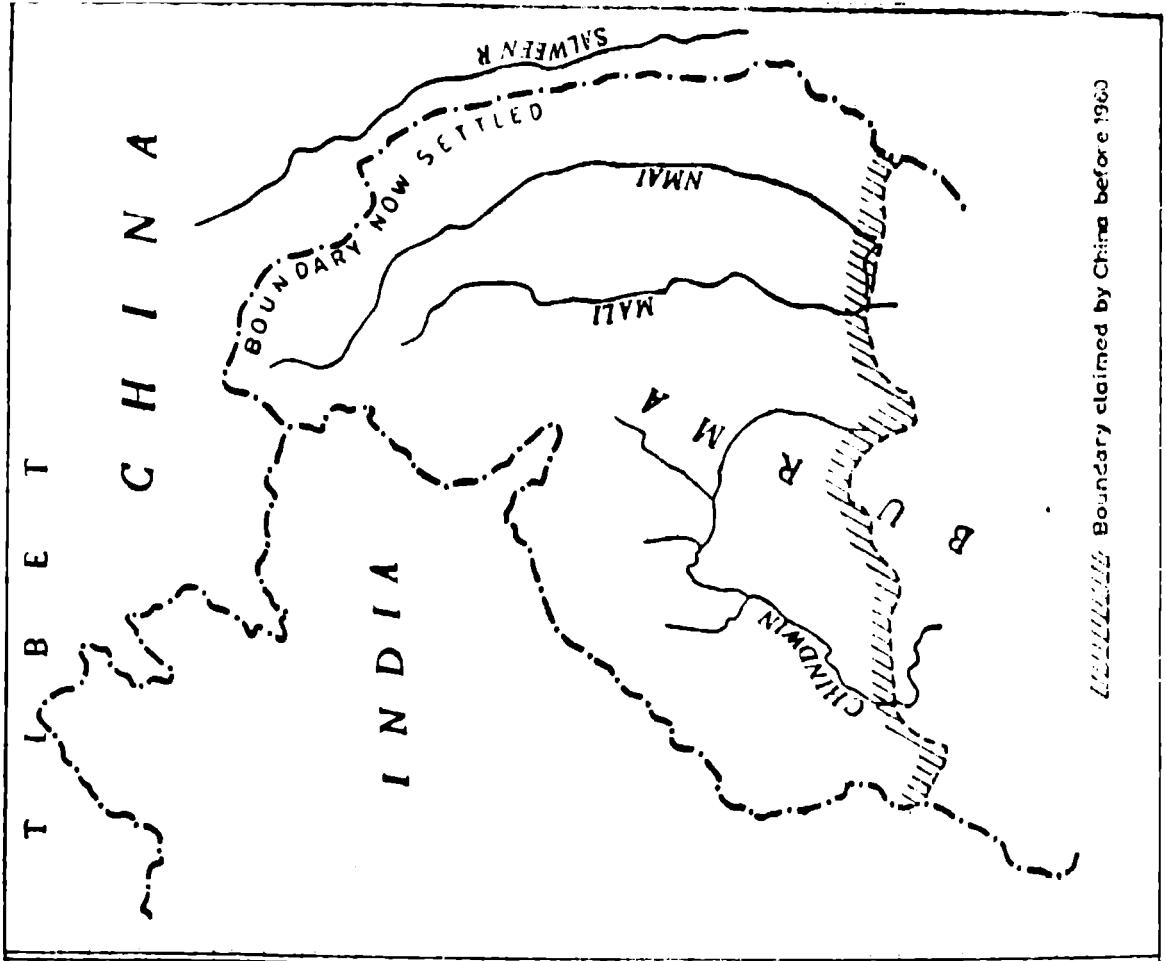 TIBET
CHINA
SALWEEN R
BOUNDARY NOW SETTLED
NMAI
MALI
INDIA
BURMA
CHINDWIN
Boundary claimed by China before 1960